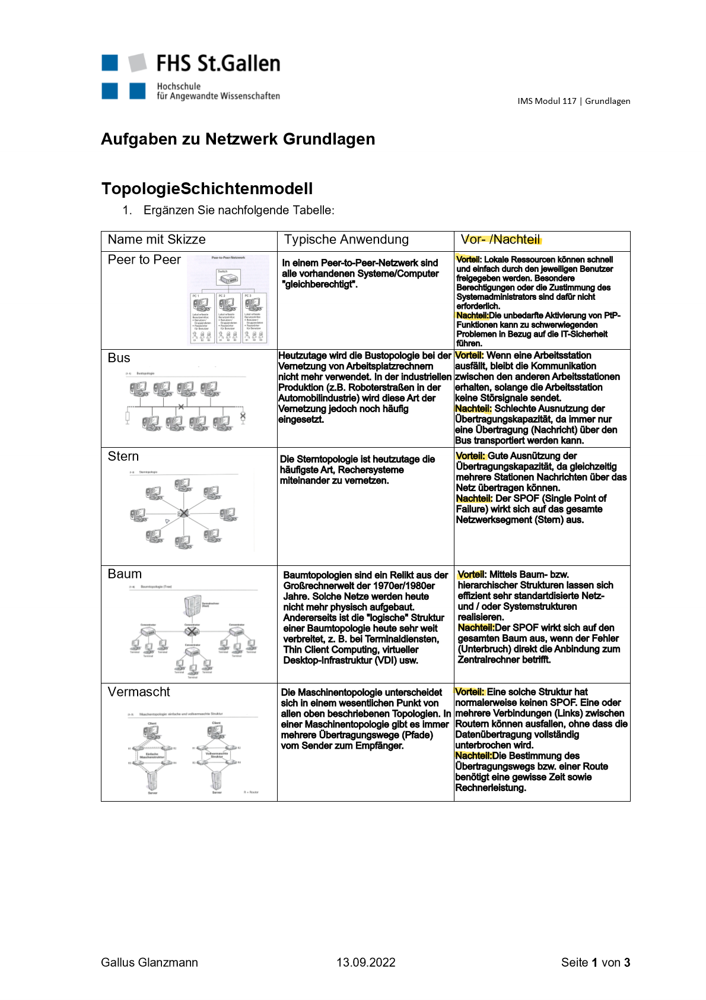 FHS St.Gallen
Hochschule
für Angewandte Wissenschaften
IMS Modul 117 | Grundlagen
Aufgaben zu Netzwerk Grundlagen
TopologieSchichtenmodell
1. Ergänzen Sie nachfolgende Tabelle:
Name mit Skizze
Typische Anwendung
Vor- /Nachteil
Peer to Peer
Peer-to-Peer-Netzwerk
Switch
PC 1
PC 2
PC 3
In einem Peer-to-Peer-Netzwerk sind
alle vorhandenen Systeme/Computer
"gleichberechtigt".
Vorteil: Lokale Ressourcen können schnell
und einfach durch den jeweiligen Benutzer
freigegeben werden. Besondere
Berechtigungen oder die Zustimmung des
Systemadministrators sind dafür nicht
erforderlich.
Nachteil:Die unbedarfte Aktivierung von PtP-
Funktionen kann zu schwerwiegenden
Problemen in Bezug auf die IT-Sicherheit
führen.
Bus
Bustopologie
Heutzutage wird die Bustopologie bei der
Vernetzung von Arbeitsplatzrechnern
nicht mehr verwendet. In der industriellen
Produktion (z.B. Roboterstraßen in der
Automobilindustrie) wird diese Art der
Vernetzung jedoch noch häufig
eingesetzt.
Vorteil: Wenn eine Arbeitsstation
ausfällt, bleibt die Kommunikation
zwischen den anderen Arbeitsstationen
erhalten, solange die Arbeitsstation
keine Störsignale sendet.
Nachteil: Schlechte Ausnutzung der
Übertragungskapazität, da immer nur
eine Übertragung (Nachricht) über den
Bus transportiert werden kann.
Stern
Sterntopologie
Die Sterntopologie ist heutzutage die
häufigste Art, Rechersysteme
miteinander zu vernetzen.
Vorteil: Gute Ausnützung der
Übertragungskapazität, da gleichzeitig
mehrere Stationen Nachrichten über das
Netz übertragen können.
Nachteil: Der SPOF (Single Point of
Failure) wirkt sich auf das gesamte
Netzwerksegment (Stern) aus.
Baum
Baumtopologie (Tree)
Baumtopologien sind ein Relikt aus der
Großrechnerwelt der 1970er/1980er
Jahre. Solche Netze werden heute
nicht mehr physisch aufgebaut.
Andererseits ist die "logische" Struktur
einer Baumtopologie heute sehr weit
verbreitet, z. B. bei Terminaldiensten,
Thin Client Computing, virtueller
Desktop-Infrastruktur (VDI) usw.
Vorteil: Mittels Baum- bzw.
hierarchischer Strukturen lassen sich
effizient sehr standartdisierte Netz-
und / oder Systemstrukturen
realisieren.
Nachteil:Der SPOF wirkt sich auf den
gesamten Baum aus, wenn der Fehler
(Unterbruch) direkt die Anbindung zum
Zentralrechner betrifft.
Vermascht
Maschentopologie: einfache und vollvermaschte Struktur
Client
Client
Einfache
Maschenstruktur
Vollvermaschte
Struktur
Server
Server
R = Router
Die Maschinentopologie unterscheidet
sich in einem wesentlichen Punkt von
allen oben beschriebenen Topologien. In
einer Maschinentopologie gibt es immer
mehrere Übertragungswege (Pfade)
vom Sender zum Empfänger.
Vorteil: Eine solche Struktur hat
normalerweise keinen SPOF. Eine oder
mehrere Verbindungen (Links) zwischen
Routern können ausfallen, ohne dass die
Datenübertragung vollständig
unterbrochen wird.
Nachteil:Die Bestimmung des
Übertragungswegs bzw. einer Route
benötigt eine gewisse Zeit sowie
Rechnerleistung.
Gallus Glanzmann
13.09.2022
Seite 1 von 3